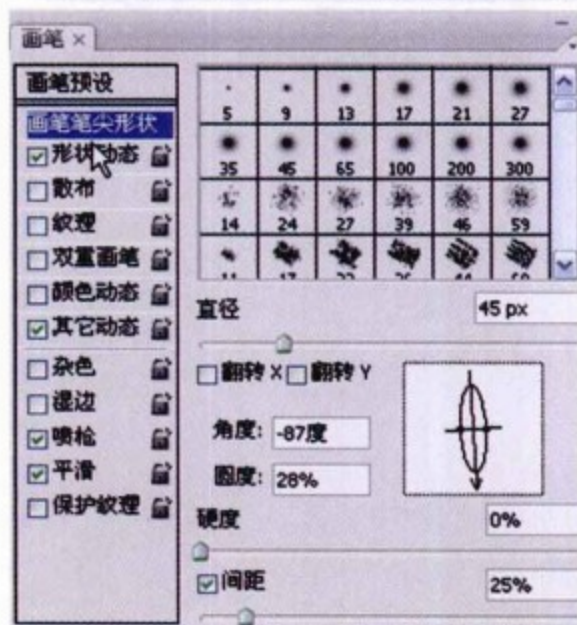 画笔 ×
画笔预设
画笔笔尖形状
形状动态
散布
纹理
双重画笔
颜色动态
其它动态
杂色
湿边
喷枪
平滑
保护纹理
5 9 13 17 21 27
35 45 65 100 200 300
14 24 27 39 46 59
直径 45 px
翻转 X 翻转 Y
角度: -87度
圆度: 28%
硬度 0%
间距 25%